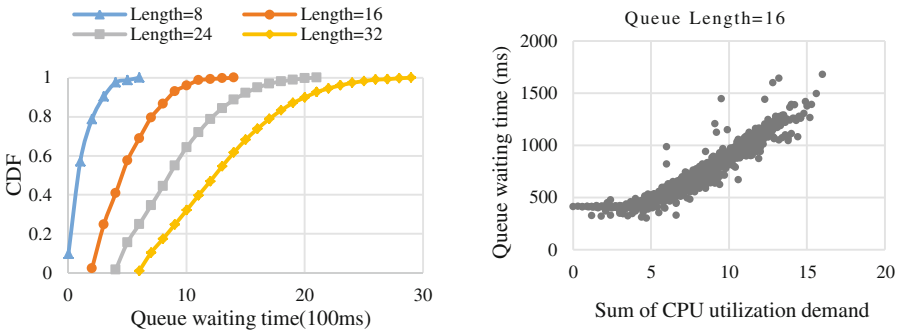 Length=8 Length=16
Length=24 Length=32
1
0.8
0.6
0.4
0.2
0
CDF
0 10 20 30
Queue waiting time(100ms)
Queue Length=16
2000
1500
1000
500
0
Queue waiting time (ms)
0 5 10 15 20
Sum of CPU utilization demand